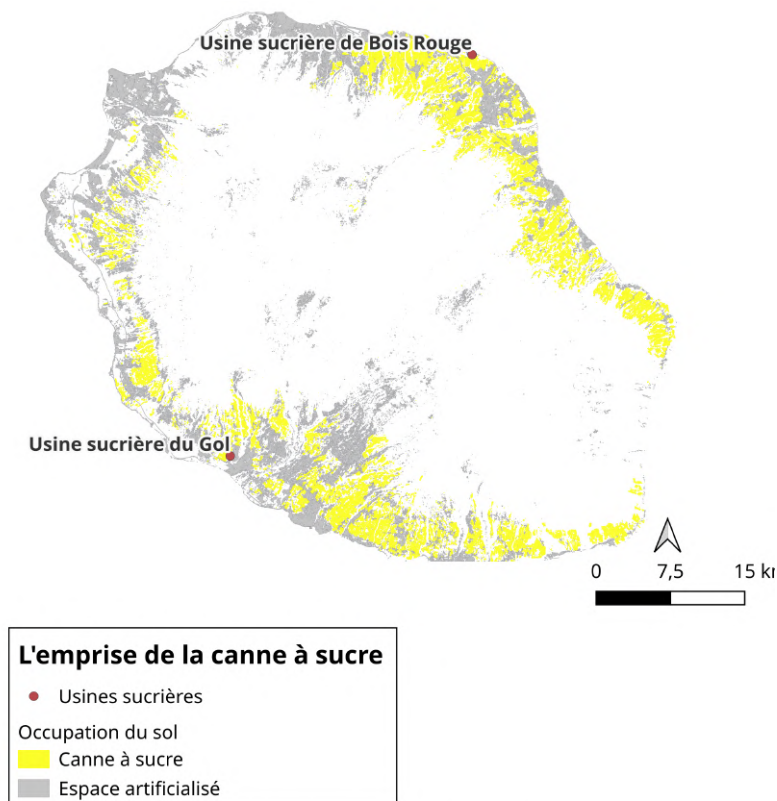 Usine sucrière de Bois Rouge
Usine sucrière du Gol
0 7,5 15 km
L'emprise de la canne à sucre
Usines sucrières
Occupation du sol
Canne à sucre
Espace artificialisé